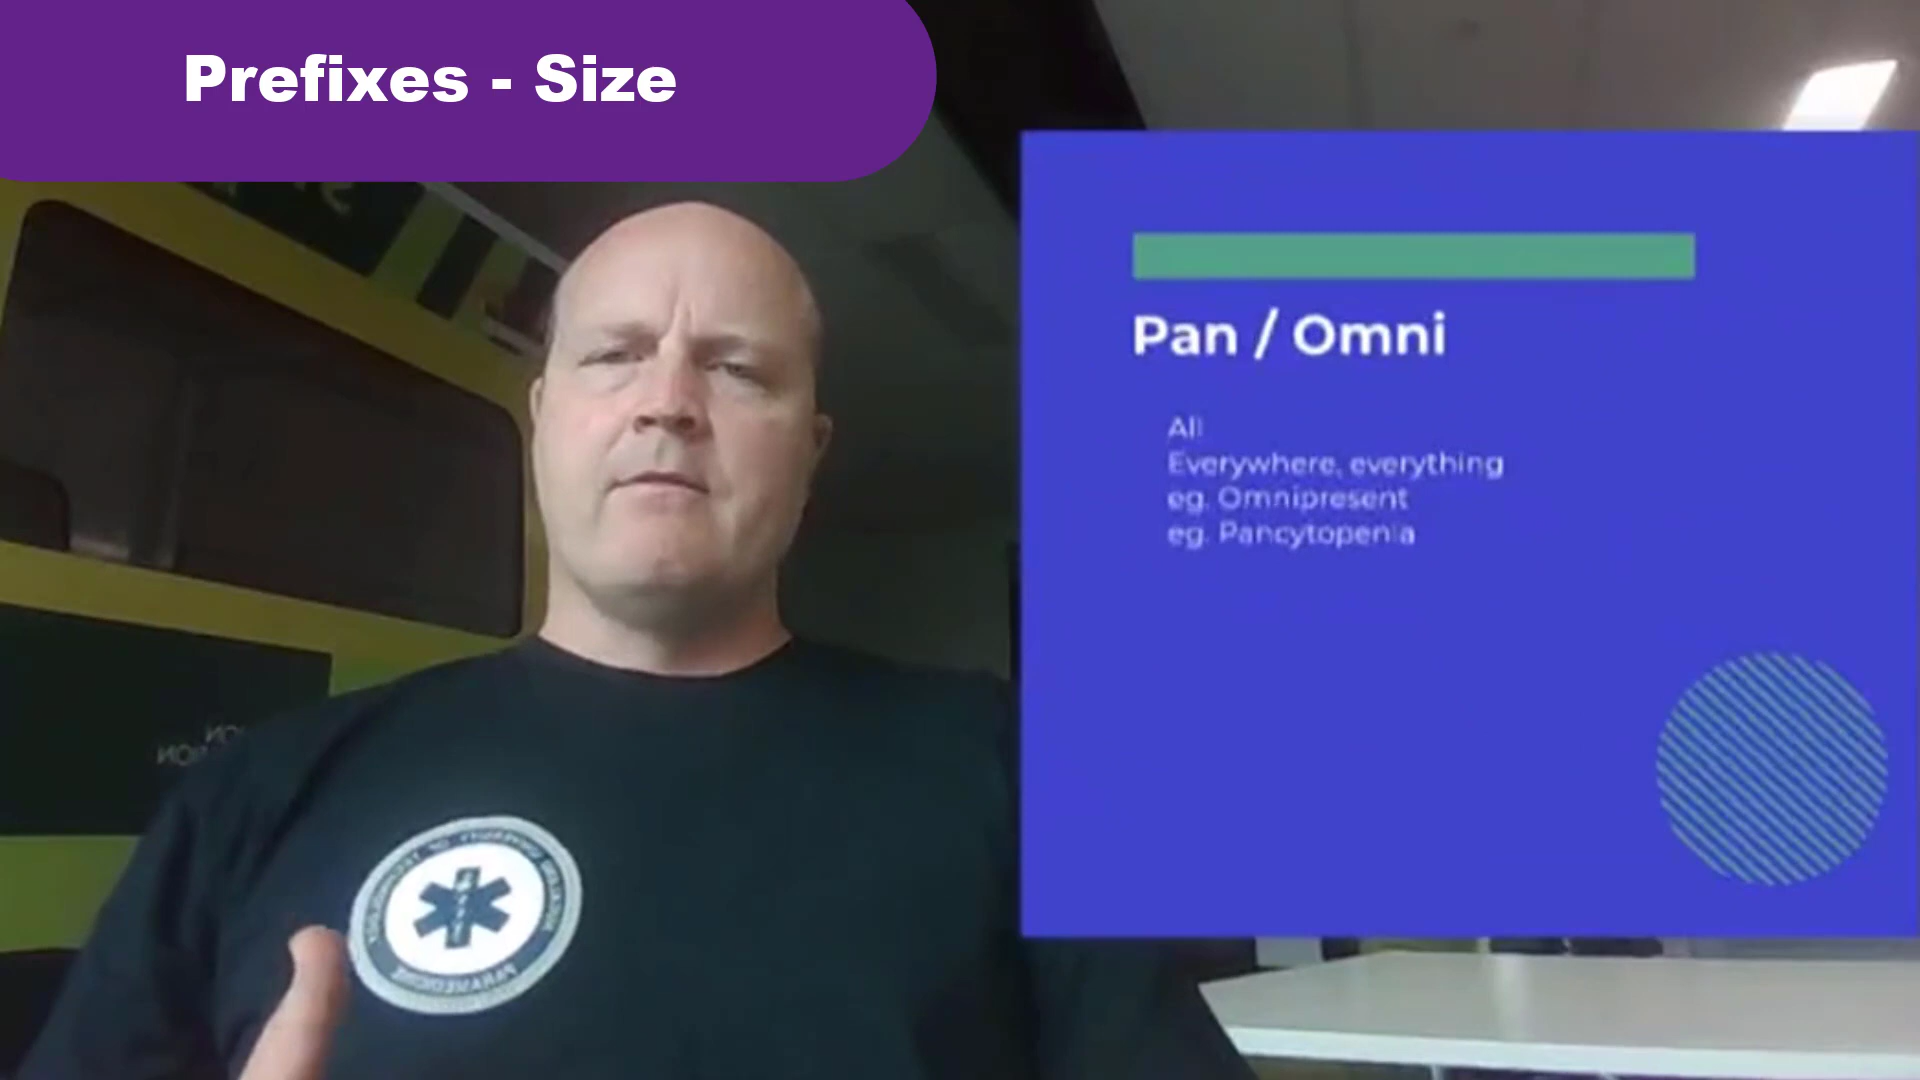 Prefixes - Size
Pan / Omni
All
Everywhere, everything
eg. Omnipresent
eg. Pancytopenia